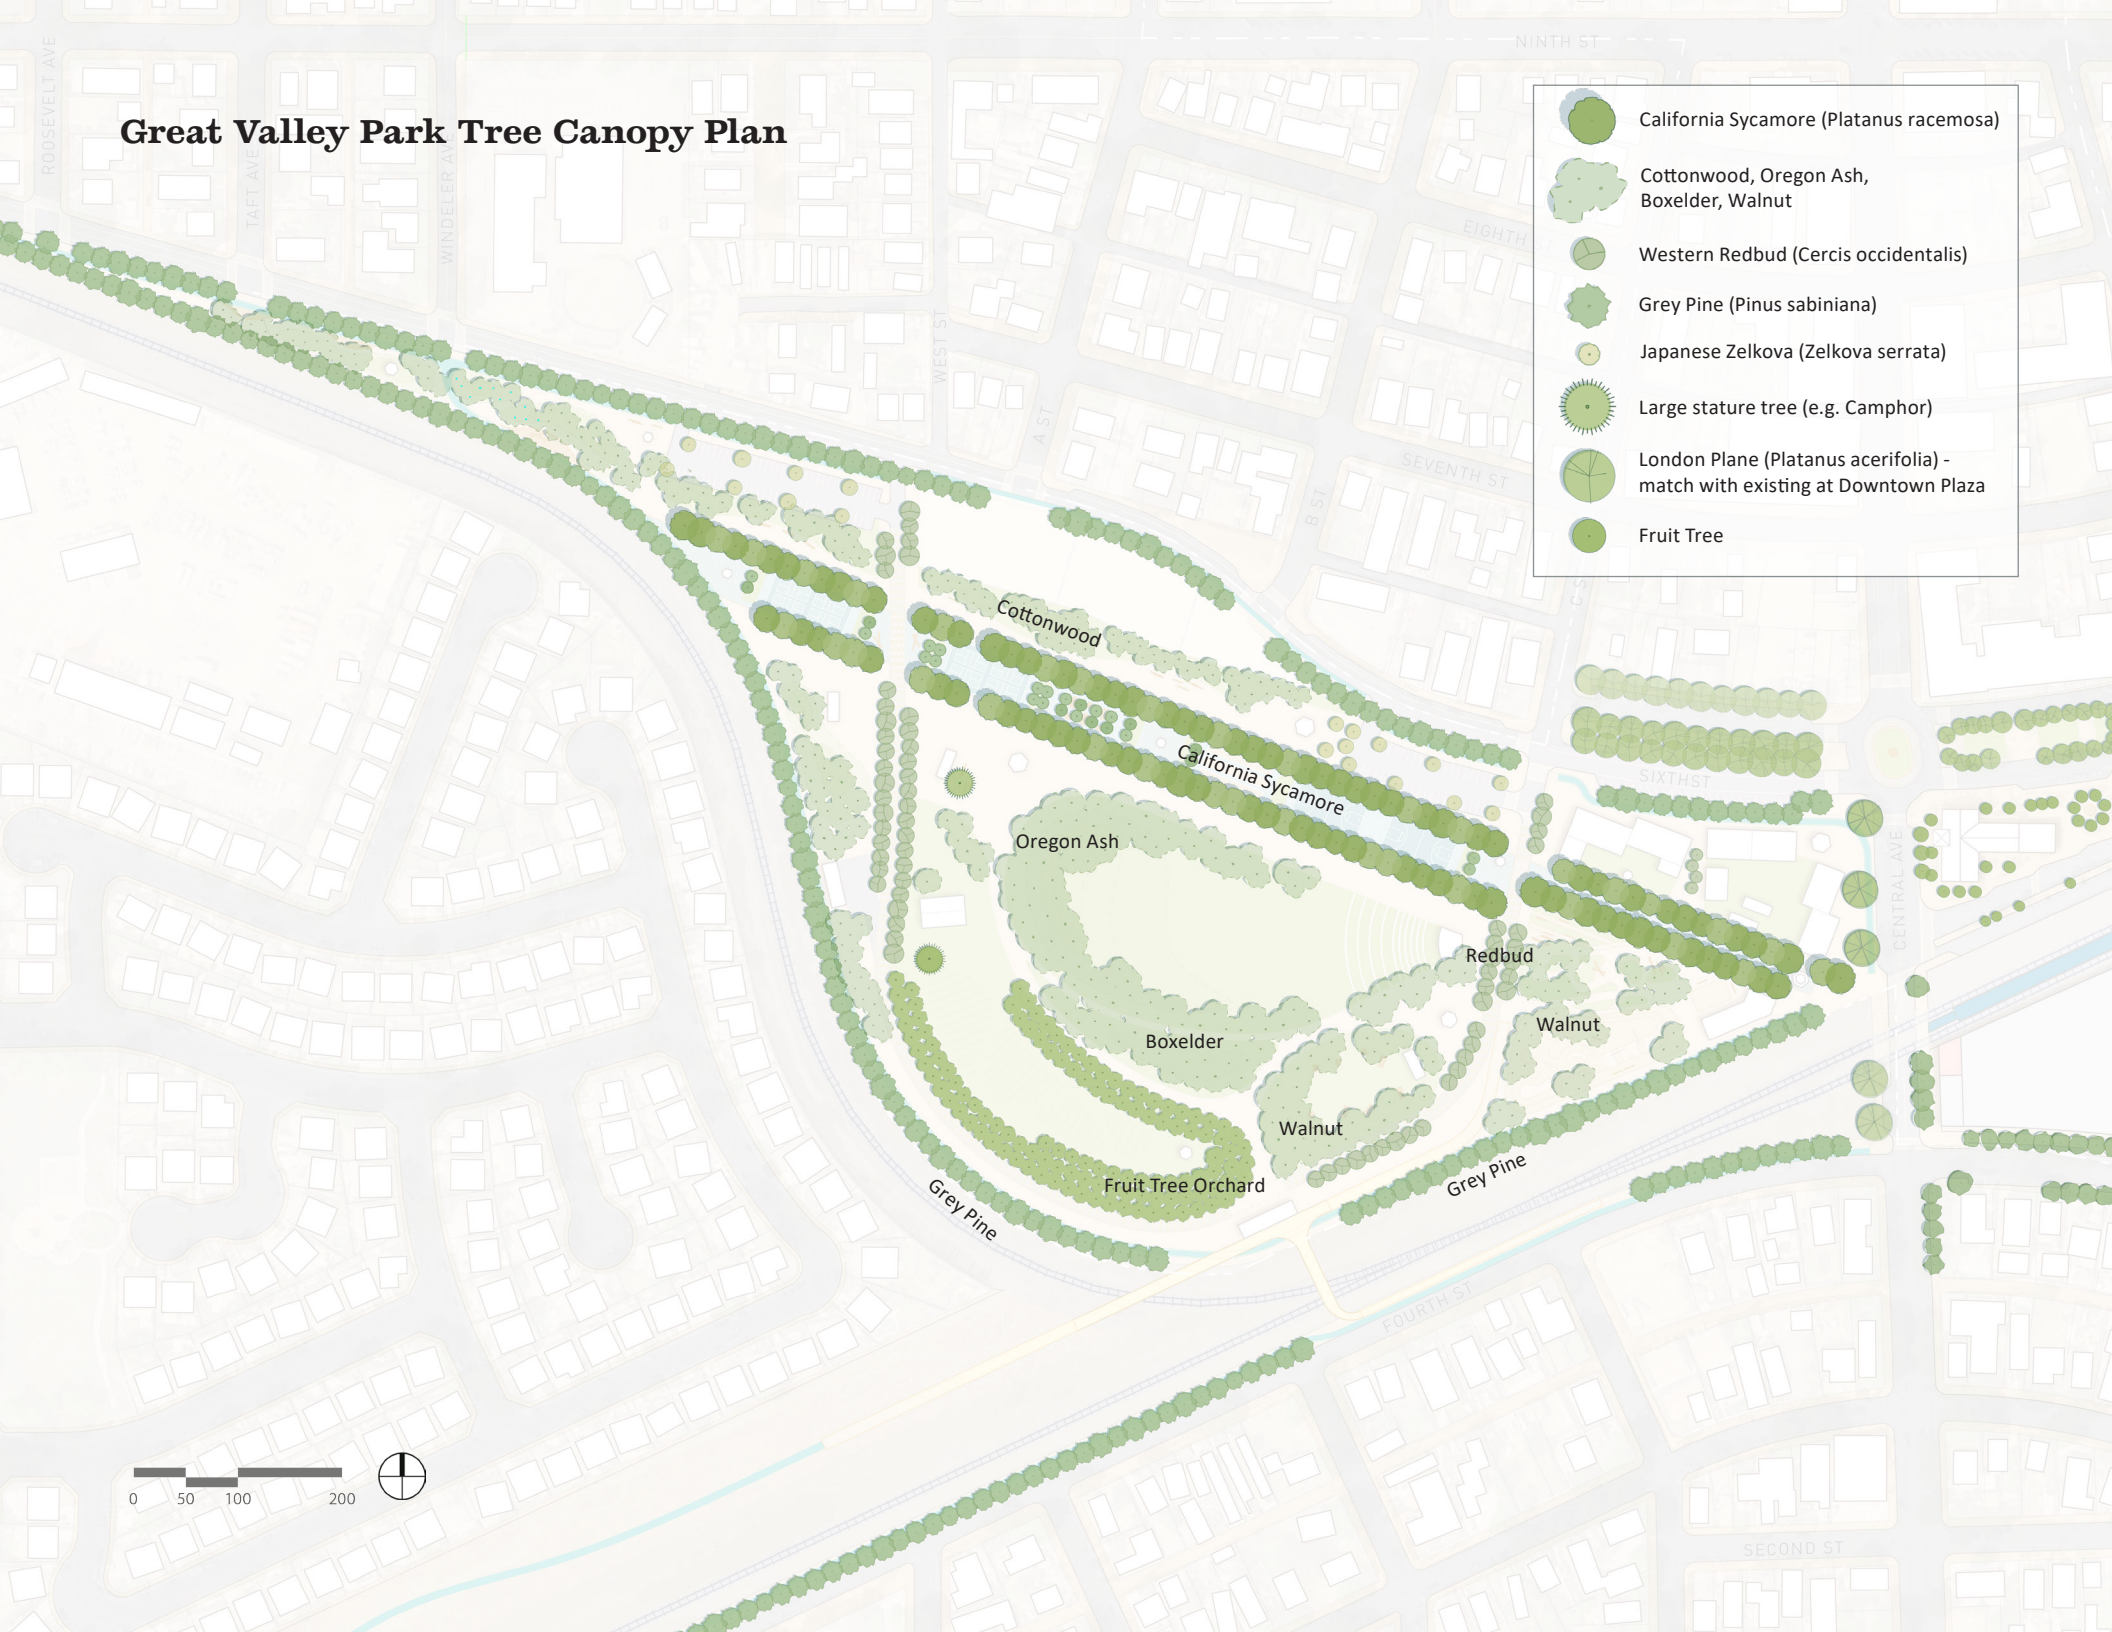 NINTH ST
ROOSEVELT AVE
TAFT AVE
WINDELER AVE
Great Valley Park Tree Canopy Plan
California Sycamore (Platanus racemosa)
Cottonwood, Oregon Ash,
Boxelder, Walnut
Western Redbud (Cercis occidentalis)
Grey Pine (Pinus sabiniana)
Japanese Zelkova (Zelkova serrata)
Large stature tree (e.g. Camphor)
London Plane (Platanus acerifolia) -
match with existing at Downtown Plaza
Fruit Tree
EIGHTH
WEST ST
A ST
SEVENTH ST
B ST
C S
Cottonwood
California Sycamore
SIXTHST
Oregon Ash
CENTRAL AVE
Redbud
Walnut
Boxelder
Walnut
Grey Pine
Fruit Tree Orchard
Grey Pine
FOURTH ST
0 50 100 200
SECOND ST